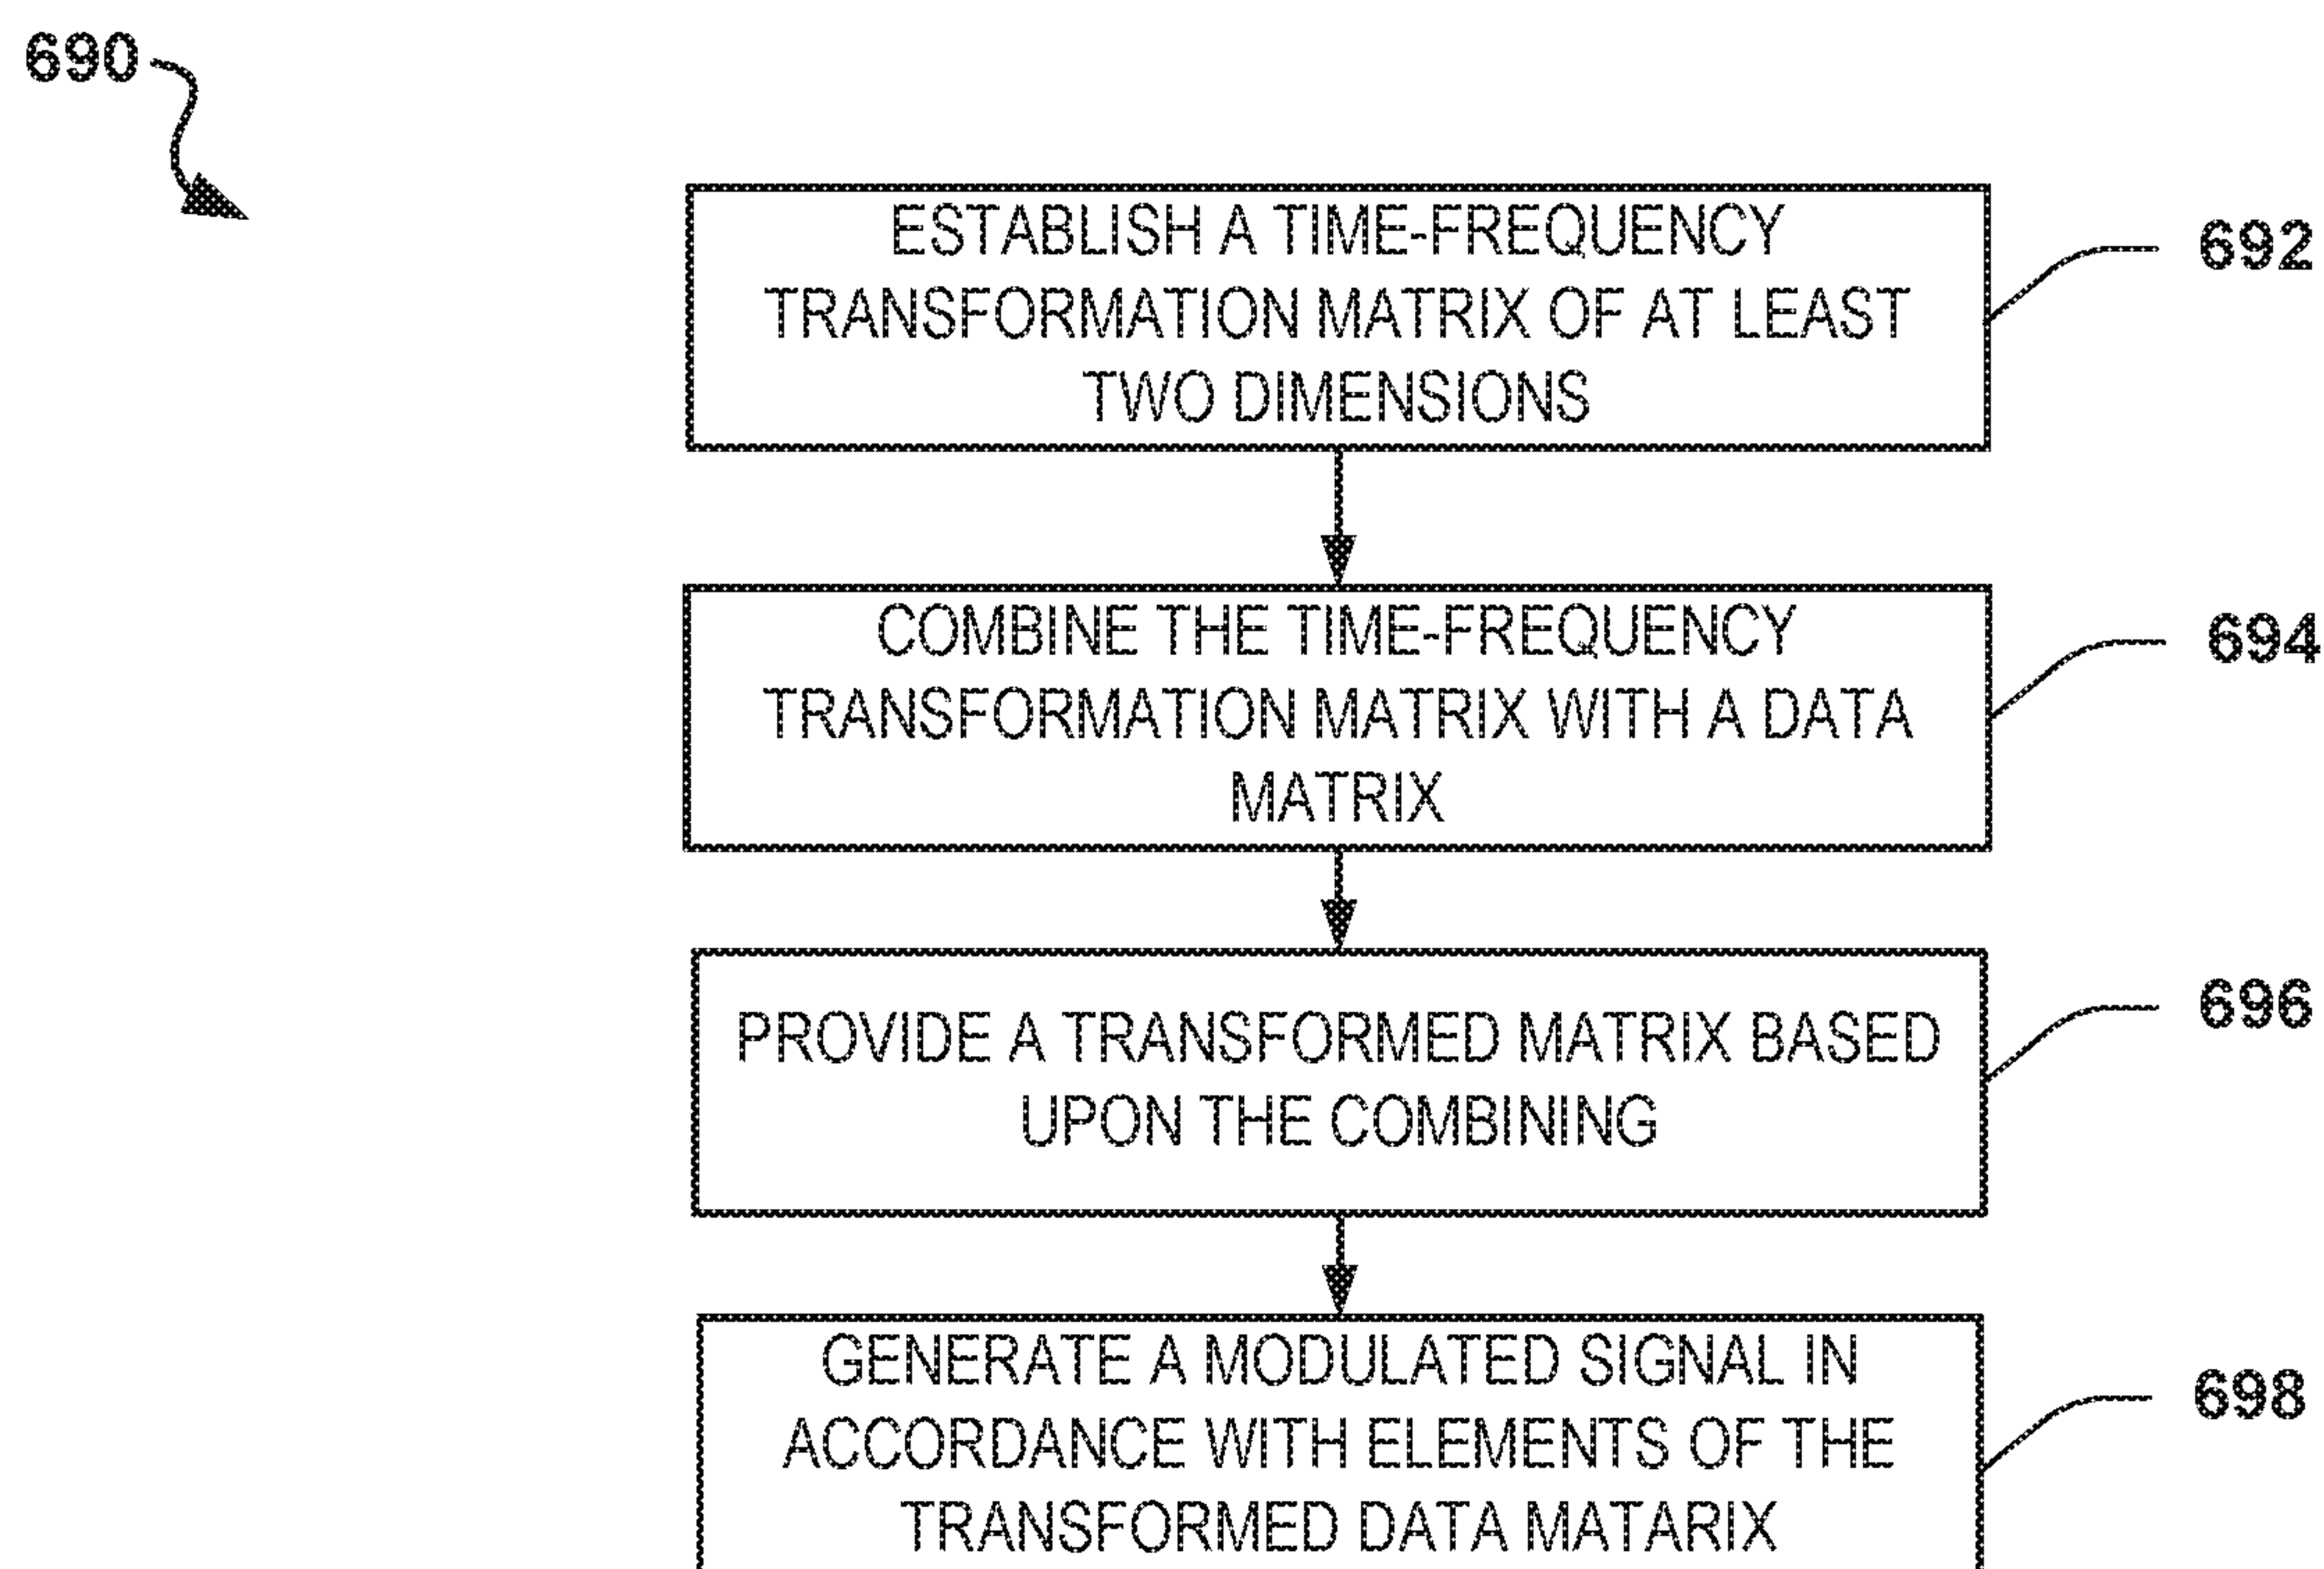 690
ESTABLISH A TIME-FREQUENCY
TRANSFORMATION MATRIX OF AT LEAST
TWO DIMENSIONS
692
COMBINE THE TIME-FREQUENCY
TRANSFORMATION MATRIX WITH A DATA
MATRIX
694
PROVIDE A TRANSFORMED MATRIX BASED
UPON THE COMBINING
696
GENERATE A MODULATED SIGNAL IN
ACCORDANCE WITH ELEMENTS OF THE
TRANSFORMED DATA MATARIX
698